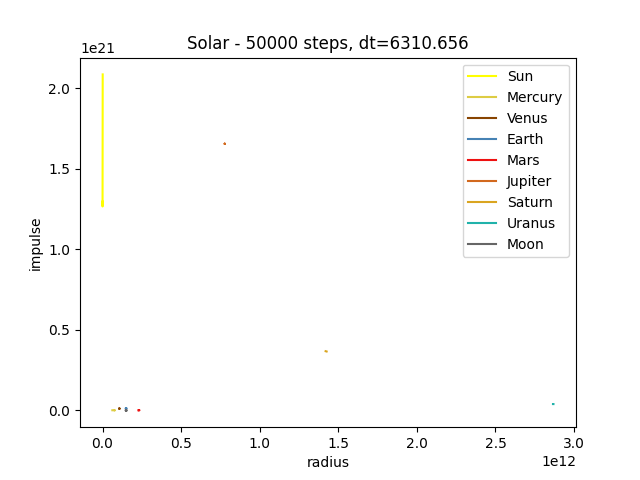 Solar - 50000 steps, dt=6310.656
1e21
2.0
1.5
1.0
0.5
0.0
impulse
Sun
Mercury
Venus
Earth
Mars
Jupiter
Saturn
Uranus
Moon
0.0 0.5 1.0 1.5 2.0 2.5 3.0
radius
1e12